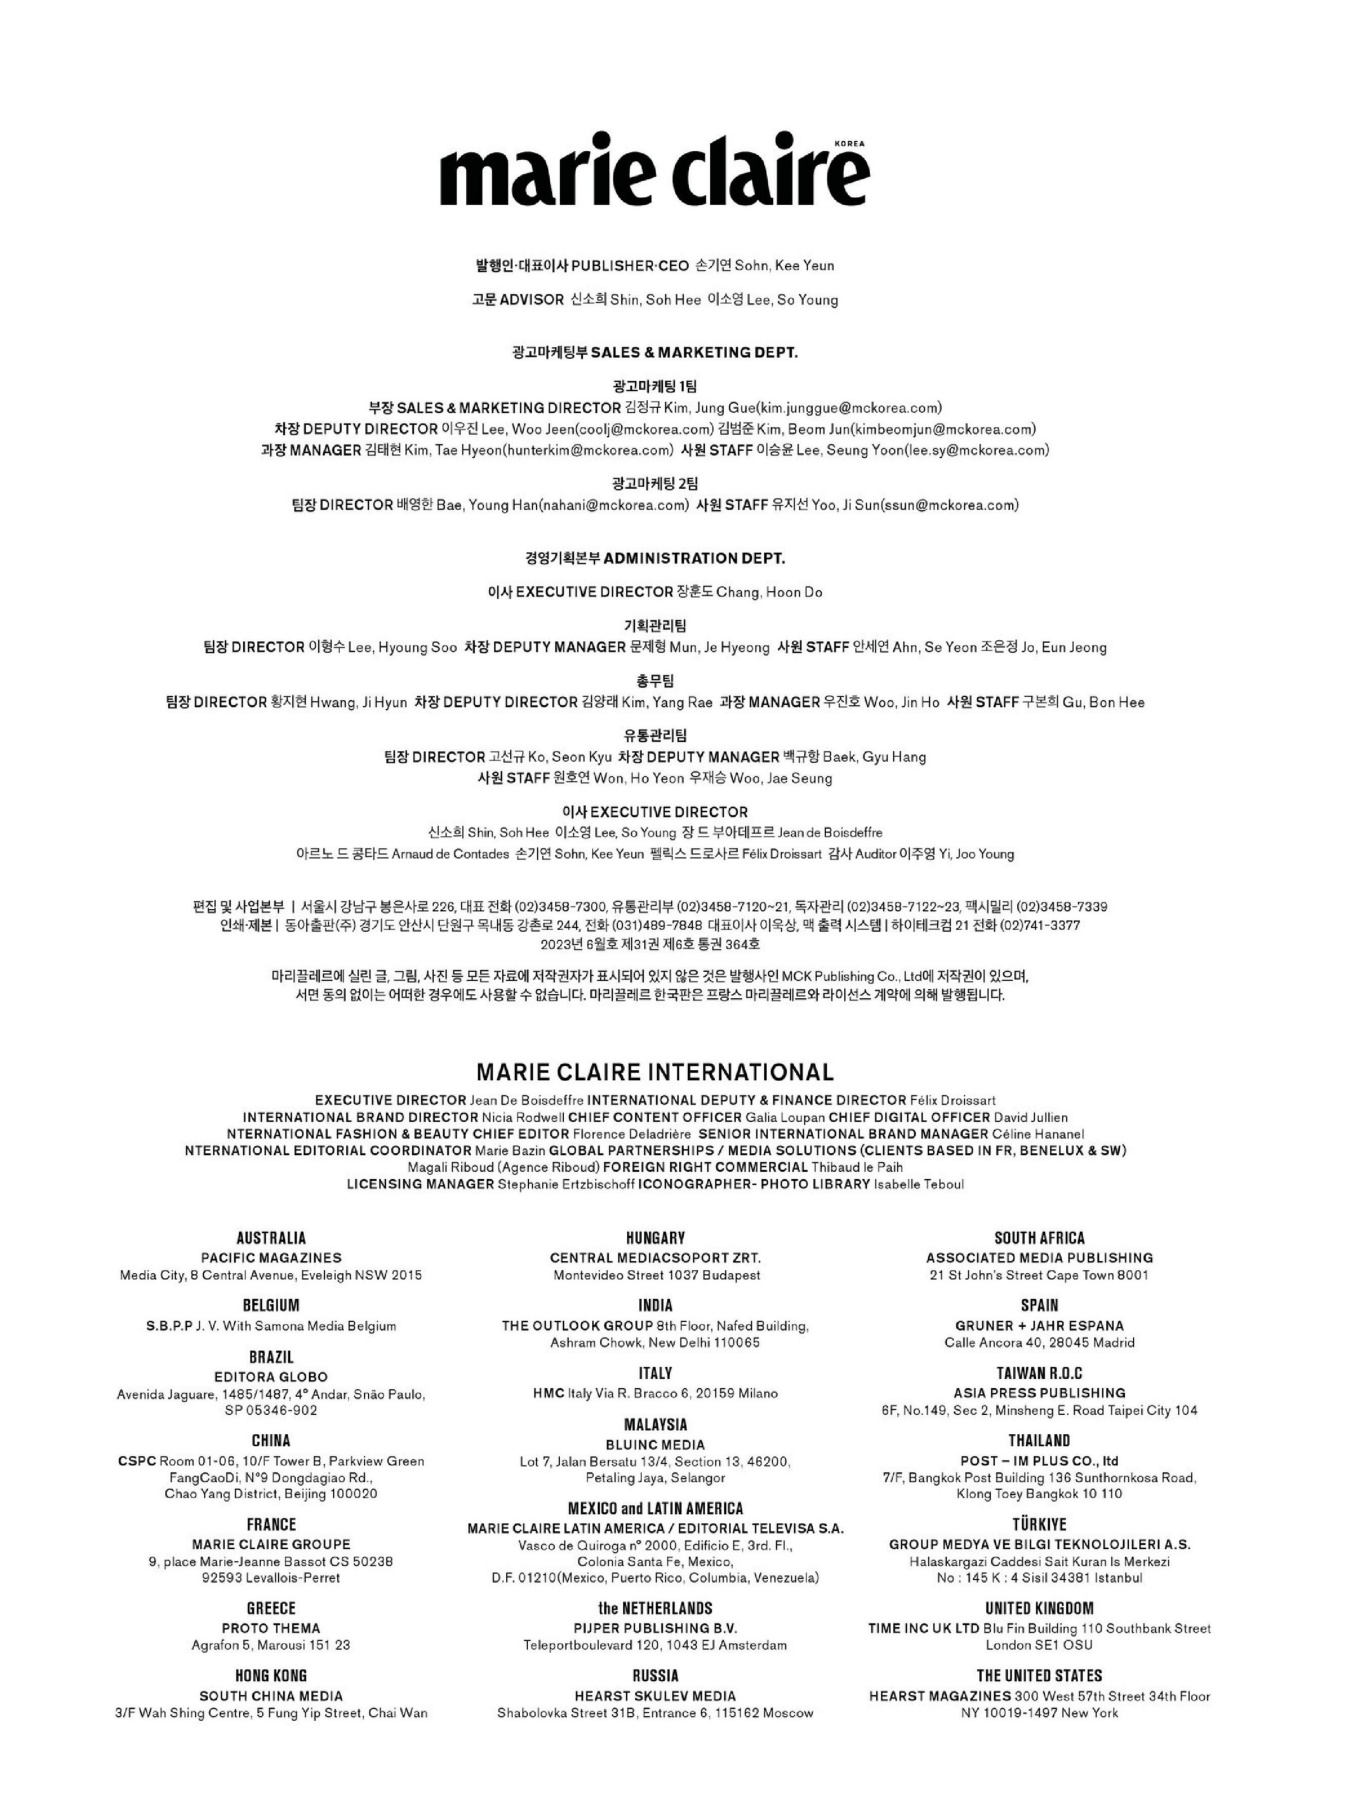 marie claire
KOREA
발행인·대표이사 PUBLISHER·CEO 손기연 Sohn, Kee Yeun
고문 ADVISOR 신소희 Shin, Soh Hee 이소영 Lee, So Young
광고마케팅부 SALES & MARKETING DEPT.
광고마케팅 1팀
부장 SALES & MARKETING DIRECTOR 김정규 Kim, Jung Gue(kim.junggue@mckorea.com)
차장 DEPUTY DIRECTOR 이우진 Lee, Woo Jeen(coolj@mckorea.com) 김범준 Kim, Beom Jun(kimbeomjun@mckorea.com)
과장 MANAGER 김태현 Kim, Tae Hyeon(hunterkim@mckorea.com) 사원 STAFF 이승윤 Lee, Seung Yoon(lee.sy@mckorea.com)
광고마케팅 2팀
팀장 DIRECTOR 배영한 Bae, Young Han(nahani@mckorea.com) 사원 STAFF 유지선 Yoo, Ji Sun(ssun@mckorea.com)
경영기획본부 ADMINISTRATION DEPT.
이사 EXECUTIVE DIRECTOR 장훈도 Chang, Hoon Do
기획관리팀
팀장 DIRECTOR 이형수 Lee, Hyoung Soo 차장 DEPUTY MANAGER 문제형 Mun, Je Hyeong 사원 STAFF 안세연 Ahn, Se Yeon 조은정 Jo, Eun Jeong
총무팀
팀장 DIRECTOR 황지현 Hwang, Ji Hyun 차장 DEPUTY DIRECTOR 김양래 Kim, Yang Rae 과장 MANAGER 우진호 Woo, Jin Ho 사원 STAFF 구본희 Gu, Bon Hee
유통관리팀
팀장 DIRECTOR 고선규 Ko, Seon Kyu 차장 DEPUTY MANAGER 백규항 Baek, Gyu Hang
사원 STAFF 원호연 Won, Ho Yeon 우재승 Woo, Jae Seung
이사 EXECUTIVE DIRECTOR
신소희 Shin, Soh Hee 이소영 Lee, So Young 장 드 부아데프르 Jean de Boisdeffre
아르노 드 콩타드 Arnaud de Contades 손기연 Sohn, Kee Yeun 펠릭스 드로사르 Félix Droissart 감사 Auditor 이주영 Yi, Joo Young
편집 및 사업본부 | 서울시 강남구 봉은사로 226, 대표 전화 (02)3458-7300, 유통관리부 (02)3458-7120~21, 독자관리 (02)3458-7122~23, 팩시밀리 (02)3458-7339
인쇄·제본 | 동아출판(주) 경기도 안산시 단원구 목내동 강촌로 244, 전화 (031)489-7848 대표이사 이욱상, 맥 출력 시스템 | 하이테크컴 21 전화 (02)741-3377
2023년 6월호 제31권 제6호 통권 364호
마리끌레르에 실린 글, 그림, 사진 등 모든 자료에 저작권자가 표시되어 있지 않은 것은 발행사인 MCK Publishing Co., Ltd에 저작권이 있으며,
서면 동의 없이는 어떠한 경우에도 사용할 수 없습니다. 마리끌레르 한국판은 프랑스 마리끌레르와 라이선스 계약에 의해 발행됩니다.
MARIE CLAIRE INTERNATIONAL
EXECUTIVE DIRECTOR Jean De Boisdeffre INTERNATIONAL DEPUTY & FINANCE DIRECTOR Félix Droissart
INTERNATIONAL BRAND DIRECTOR Nicia Rodwell CHIEF CONTENT OFFICER Galia Loupan CHIEF DIGITAL OFFICER David Jullien
NTERNATIONAL FASHION & BEAUTY CHIEF EDITOR Florence Deladrière SENIOR INTERNATIONAL BRAND MANAGER Céline Hananel
NTERNATIONAL EDITORIAL COORDINATOR Marie Bazin GLOBAL PARTNERSHIPS / MEDIA SOLUTIONS (CLIENTS BASED IN FR, BENELUX & SW)
Magali Riboud (Agence Riboud) FOREIGN RIGHT COMMERCIAL Thibaud le Paih
LICENSING MANAGER Stephanie Ertzbischoff ICONOGRAPHER- PHOTO LIBRARY Isabelle Teboul
AUSTRALIA
PACIFIC MAGAZINES
Media City, 8 Central Avenue, Eveleigh NSW 2015
BELGIUM
S.B.P.P J. V. With Samona Media Belgium
BRAZIL
EDITORA GLOBO
Avenida Jaguare, 1485/1487, 4° Andar, Snão Paulo,
SP 05346-902
CHINA
CSPC Room 01-06, 10/F Tower B, Parkview Green
FangCaoDi, N°9 Dongdagiao Rd.,
Chao Yang District, Beijing 100020
FRANCE
MARIE CLAIRE GROUPE
9, place Marie-Jeanne Bassot CS 50238
92593 Levallois-Perret
GREECE
PROTO THEMA
Agrafon 5, Marousi 151 23
HONG KONG
SOUTH CHINA MEDIA
3/F Wah Shing Centre, 5 Fung Yip Street, Chai Wan
HUNGARY
CENTRAL MEDIACSOPORT ZRT.
Montevideo Street 1037 Budapest
INDIA
THE OUTLOOK GROUP 8th Floor, Nafed Building,
Ashram Chowk, New Delhi 110065
ITALY
HMC Italy Via R. Bracco 6, 20159 Milano
MALAYSIA
BLUINC MEDIA
Lot 7, Jalan Bersatu 13/4, Section 13, 46200,
Petaling Jaya, Selangor
MEXICO and LATIN AMERICA
MARIE CLAIRE LATIN AMERICA / EDITORIAL TELEVISA S.A.
Vasco de Quiroga n° 2000, Edificio E, 3rd. Fl.,
Colonia Santa Fe, Mexico,
D.F. 01210(Mexico, Puerto Rico, Columbia, Venezuela)
the NETHERLANDS
PIJPER PUBLISHING B.V.
Teleportboulevard 120, 1043 EJ Amsterdam
RUSSIA
HEARST SKULEV MEDIA
Shabolovka Street 31B, Entrance 6, 115162 Moscow
SOUTH AFRICA
ASSOCIATED MEDIA PUBLISHING
21 St John's Street Cape Town 8001
SPAIN
GRUNER + JAHR ESPANA
Calle Ancora 40, 28045 Madrid
TAIWAN R.O.C
ASIA PRESS PUBLISHING
6F, No.149, Sec 2, Minsheng E. Road Taipei City 104
THAILAND
POST – IM PLUS CO., ltd
7/F, Bangkok Post Building 136 Sunthornkosa Road,
Klong Toey Bangkok 10 110
TÜRKIYE
GROUP MEDYA VE BILGI TEKNOLOJILERI A.S.
Halaskargazi Caddesi Sait Kuran Is Merkezi
No : 145 K : 4 Sisil 34381 Istanbul
UNITED KINGDOM
TIME INC UK LTD Blu Fin Building 110 Southbank Street
London SE1 OSU
THE UNITED STATES
HEARST MAGAZINES 300 West 57th Street 34th Floor
NY 10019-1497 New York